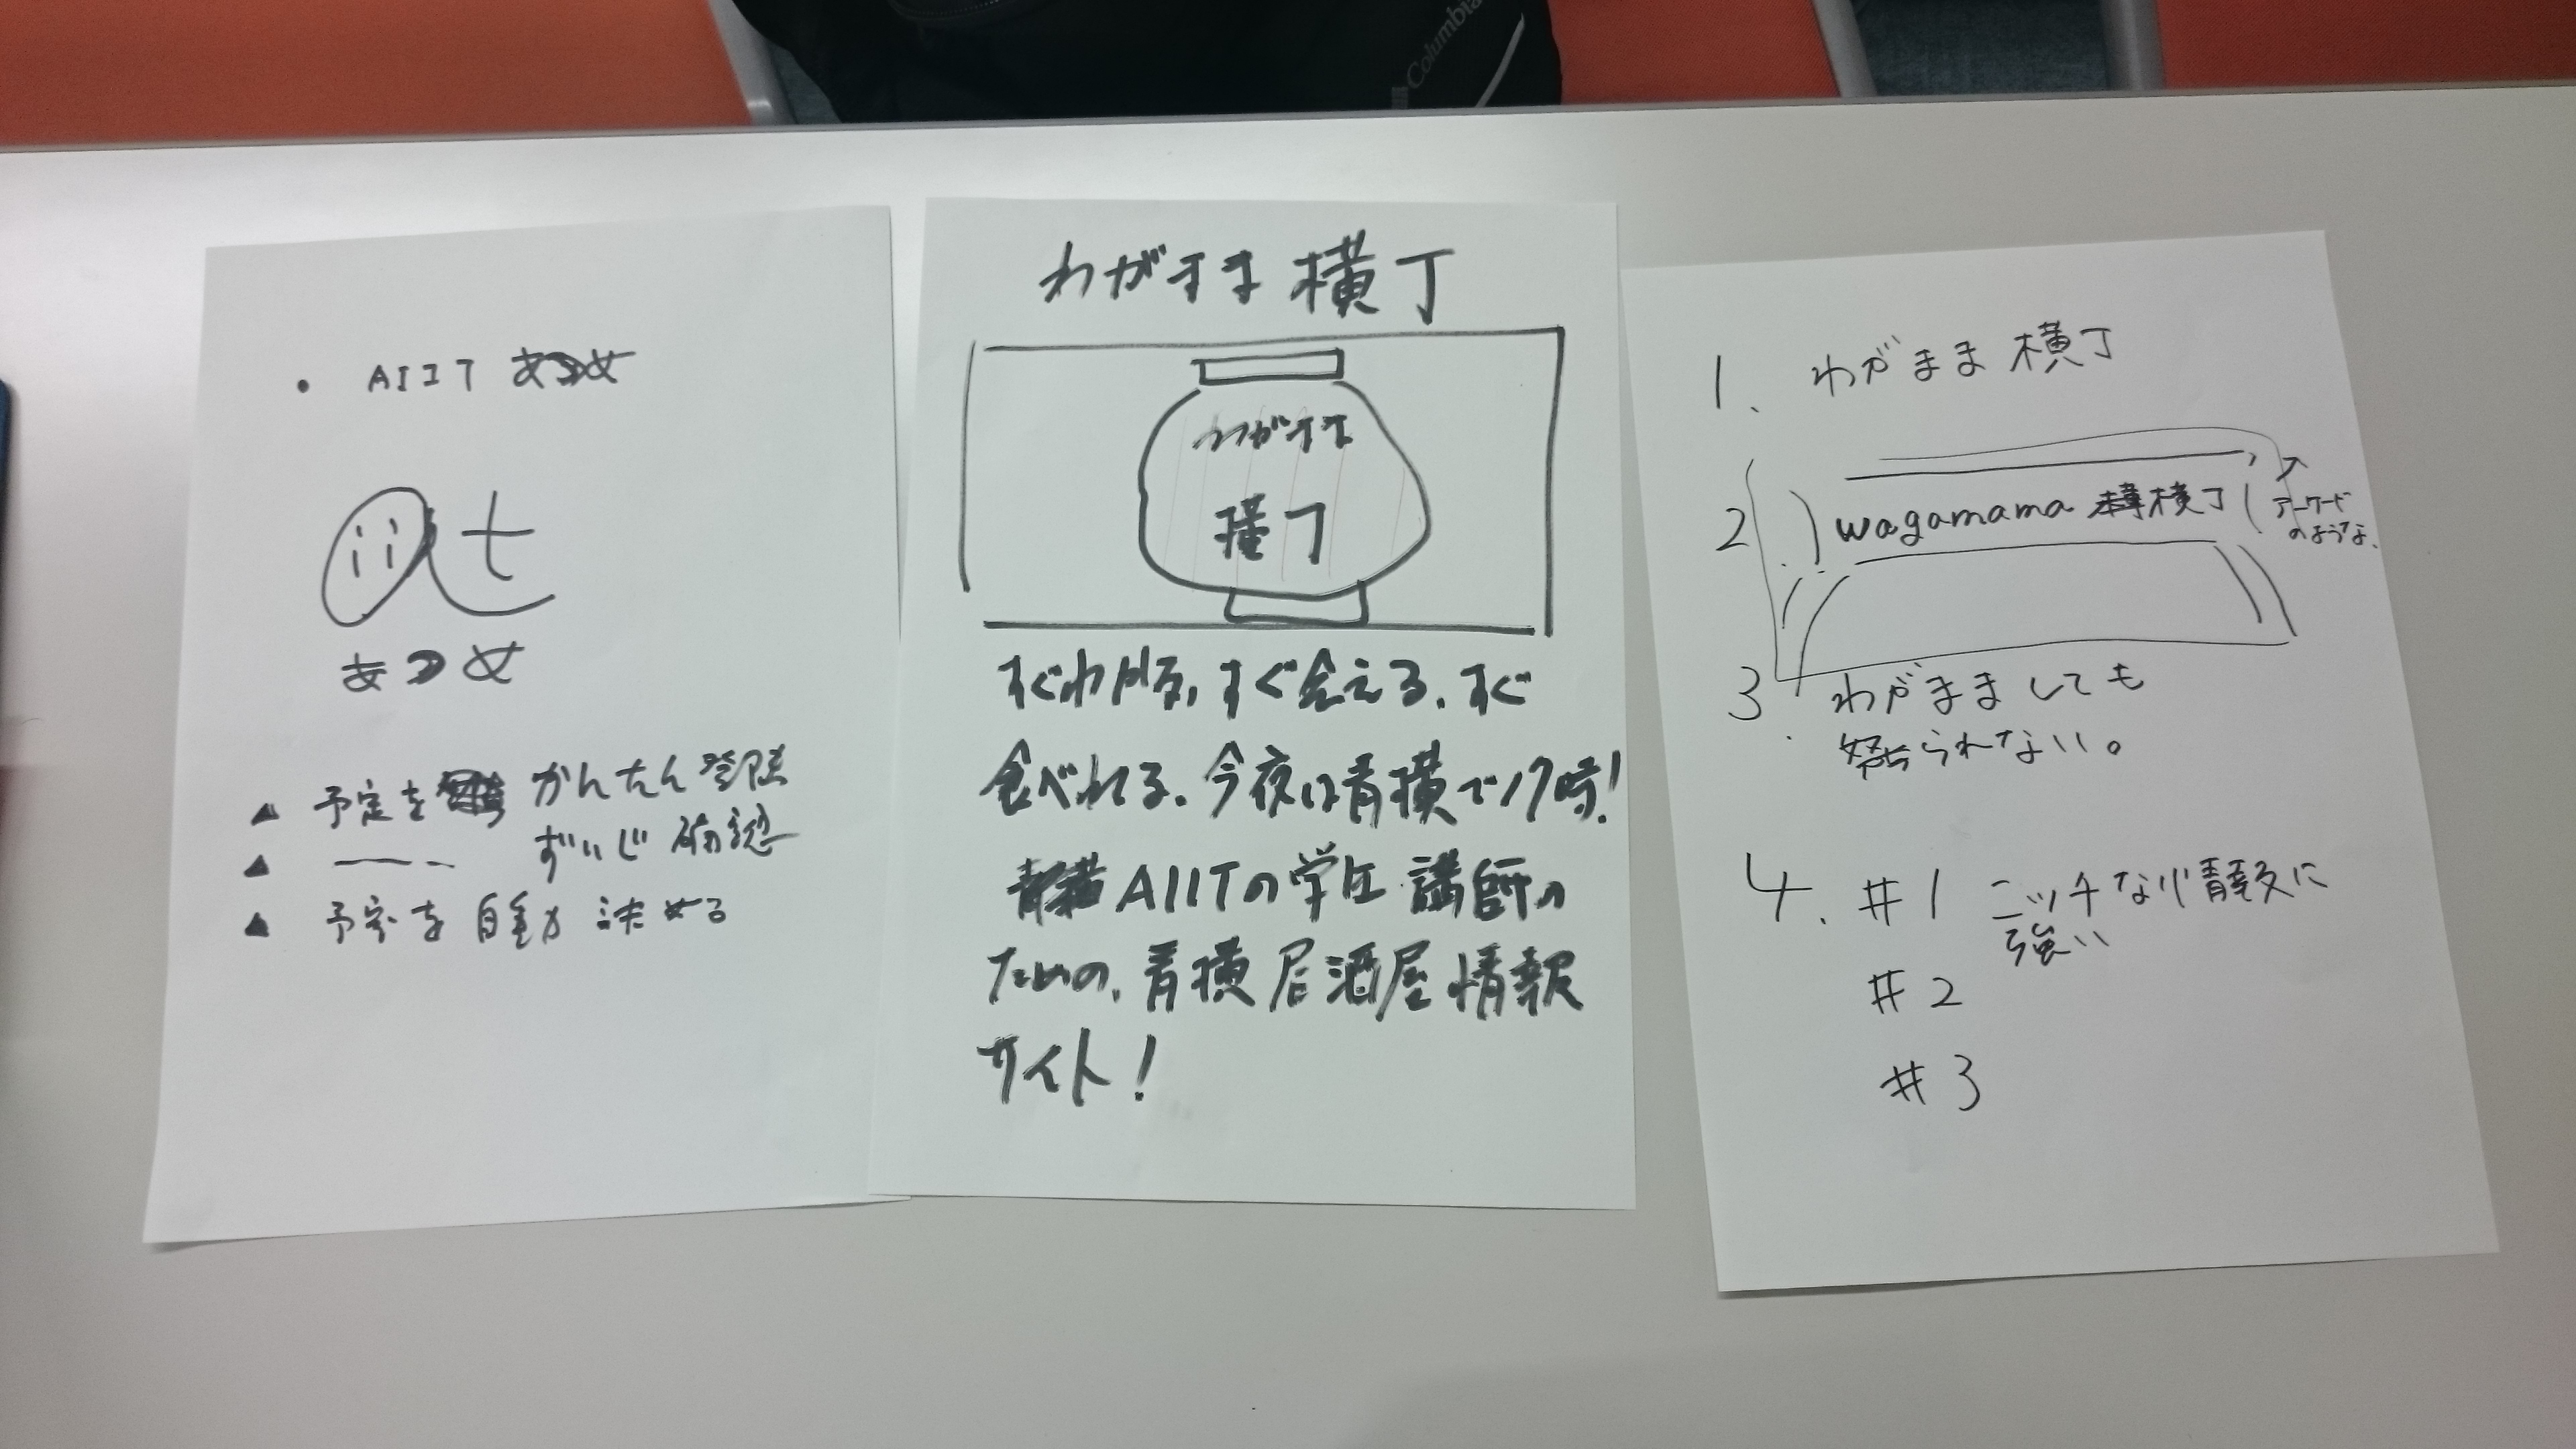 Columbia
・ AIIT あつめ
あつめ
▲ 予定を かんたん 登録
▲ ずいじ 確認
▲ 予定を 自動 決める
わがまま 横丁
わがまま
横丁
すぐわかる、すぐ会える、すぐ
食べれる、今夜は青横で17時!
AIITの学生 講師の
ための、青横居酒屋情報
サイト!
1、 わがまま 横丁
2. wagamama 横丁
アーケード
のような.
3. わがまましても
怒られない。
4. #1 ニッチな情報に
強い
#2
#3